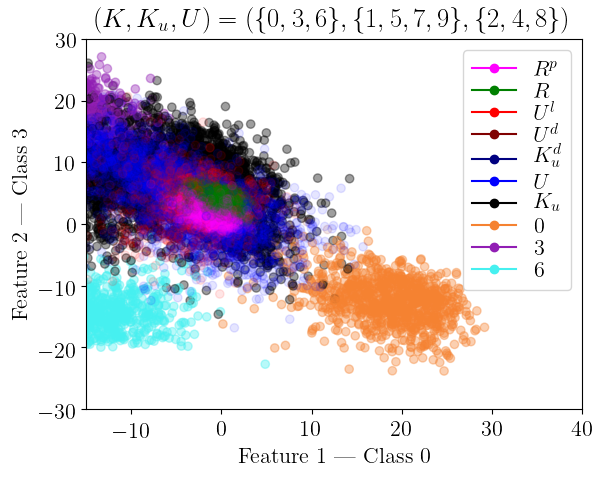 (K, K_u, U) = ({0, 3, 6}, {1, 5, 7, 9}, {2, 4, 8})
30
20
10
0
−10
−20
−30
−10
0
10
20
30
40
Feature 2 — Class 3
Feature 1 — Class 0
R^p
R
U^l
U^d
K_u^d
U
K_u
0
3
6